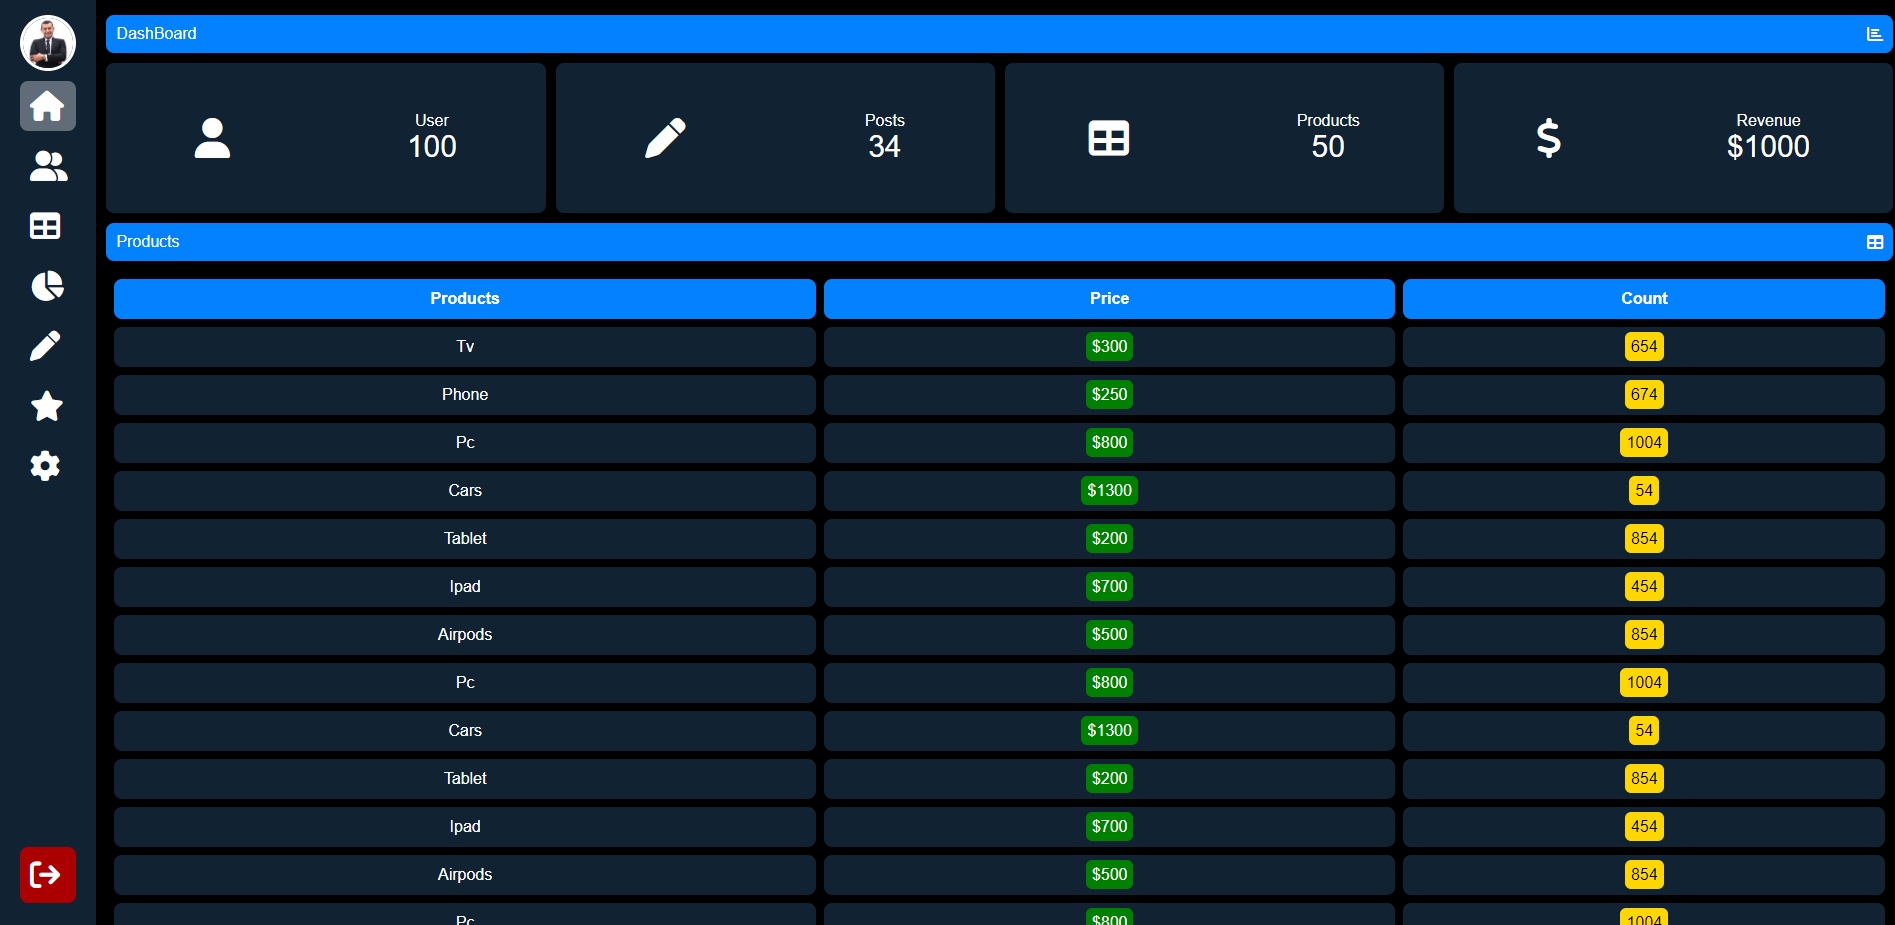 DashBoard
User
100
Posts
34
Products
50
Revenue
$1000
Products
Products Price Count
Tv $300 654
Phone $250 674
Pc $800 1004
Cars $1300 54
Tablet $200 854
Ipad $700 454
Airpods $500 854
Pc $800 1004
Cars $1300 54
Tablet $200 854
Ipad $700 454
Airpods $500 854
Pc $800 1004